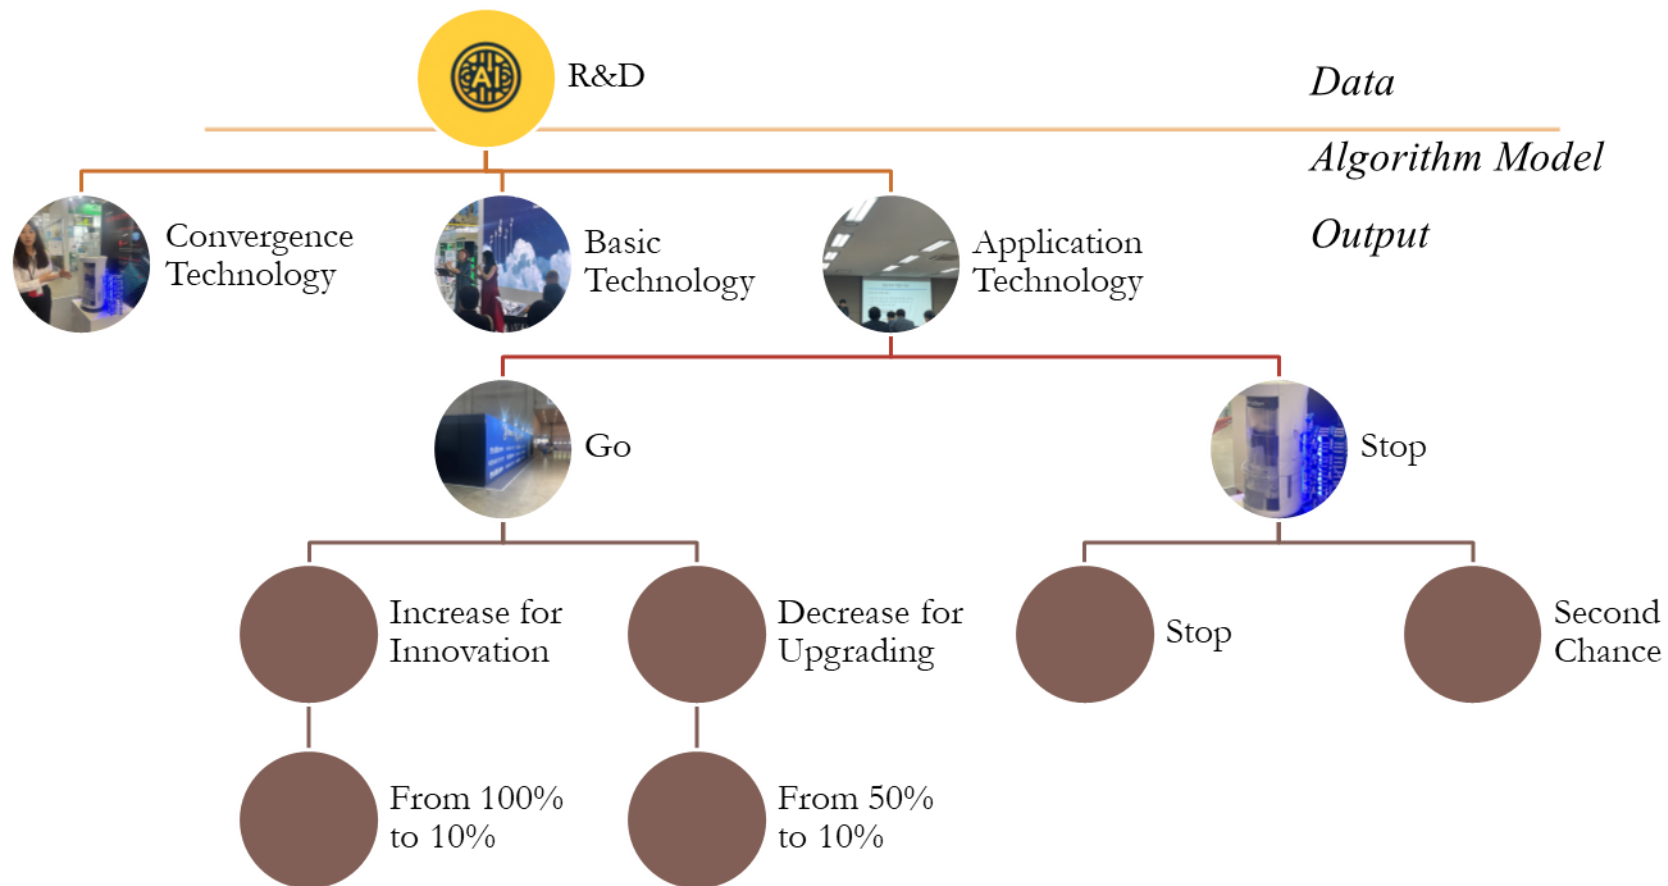 AI
R&D
Data
Algorithm Model
Output
Convergence
Technology
Basic
Technology
Application
Technology
Go
Stop
Increase for
Innovation
Decrease for
Upgrading
Stop
Second
Chance
From 100%
to 10%
From 50%
to 10%